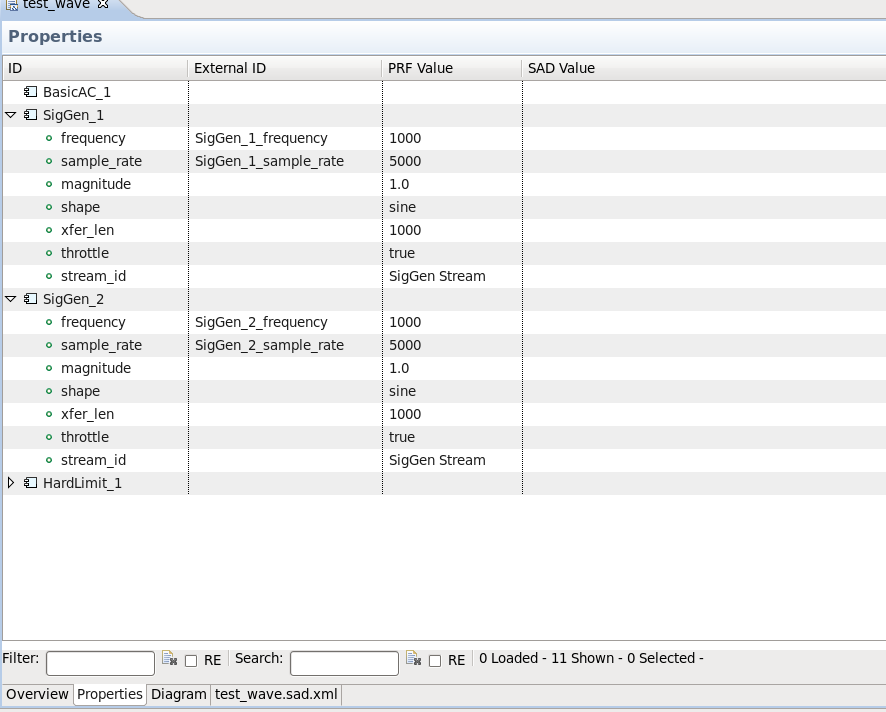 test_wave
Properties
ID External ID PRF Value SAD Value
BasicAC_1
SigGen_1
frequency SigGen_1_frequency 1000
sample_rate SigGen_1_sample_rate 5000
magnitude 1.0
shape sine
xfer_len 1000
throttle true
stream_id SigGen Stream
SigGen_2
frequency SigGen_2_frequency 1000
sample_rate SigGen_2_sample_rate 5000
magnitude 1.0
shape sine
xfer_len 1000
throttle true
stream_id SigGen Stream
HardLimit_1
Filter: RE Search: RE 0 Loaded - 11 Shown - 0 Selected -
Overview Properties Diagram test_wave.sad.xml